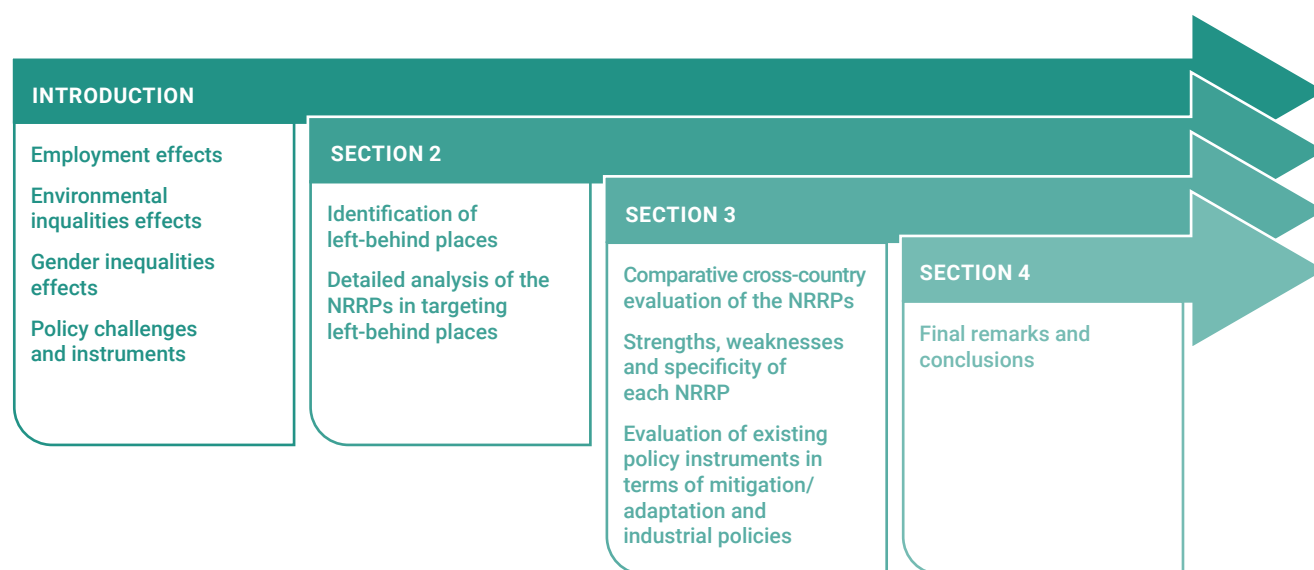 INTRODUCTION
Employment effects
Environmental
inqualities effects
Gender inequalities
effects
Policy challenges
and instruments
SECTION 2
Identification of
left-behind places
Detailed analysis of the
NRRPs in targeting
left-behind places
SECTION 3
Comparative cross-country
evaluation of the NRRPs
Strengths, weaknesses
and specificity of
each NRRP
Evaluation of existing
policy instruments in
terms of mitigation/
adaptation and
industrial policies
SECTION 4
Final remarks and
conclusions